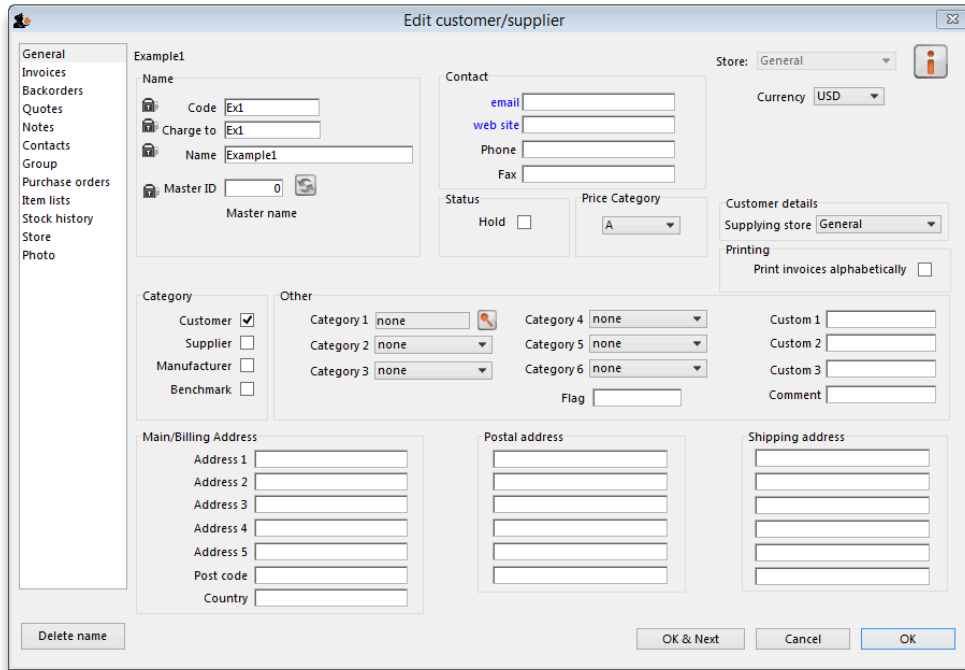 Edit customer/supplier
General
Invoices
Backorders
Quotes
Notes
Contacts
Group
Purchase orders
Item lists
Stock history
Store
Photo
Example1
Store: General
Currency USD
Name
Code Ex1
Charge to Ex1
Name Example1
Master ID 0
Master name
Contact
email
web site
Phone
Fax
Status
Hold
Price Category
A
Customer details
Supplying store General
Printing
Print invoices alphabetically
Category
Customer
Supplier
Manufacturer
Benchmark
Other
Category 1 none
Category 2 none
Category 3 none
Category 4 none
Category 5 none
Category 6 none
Flag
Custom 1
Custom 2
Custom 3
Comment
Main/Billing Address
Address 1
Address 2
Address 3
Address 4
Address 5
Post code
Country
Postal address
Shipping address
Delete name
OK & Next
Cancel
OK